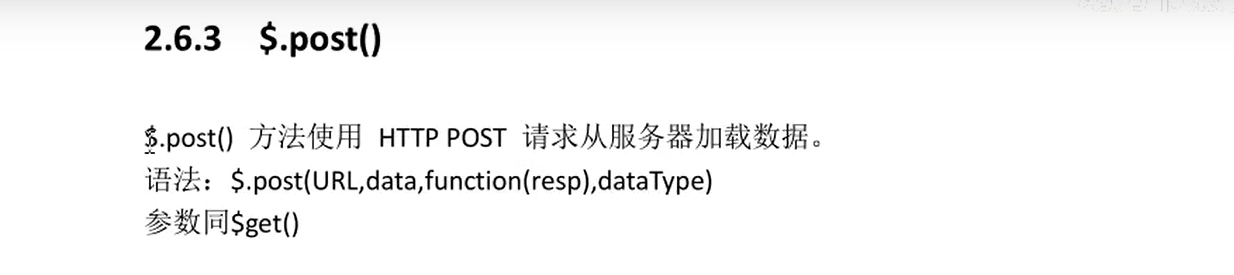 2.6.3 $.post()
$.post() 方法使用 HTTP POST 请求从服务器加载数据。
语法：$.post(URL,data,function(resp),dataType)
参数同$get()